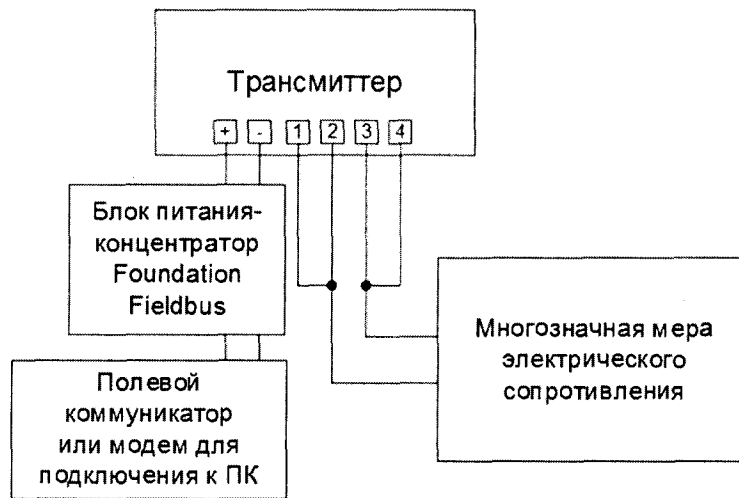 Трансмиттер
+ - 1 2 3 4
Блок питания-
концентратор
Foundation
Fieldbus
Многозначная мера
электрического
сопротивления
Полевой
коммуникатор
или модем для
подключения к ПК